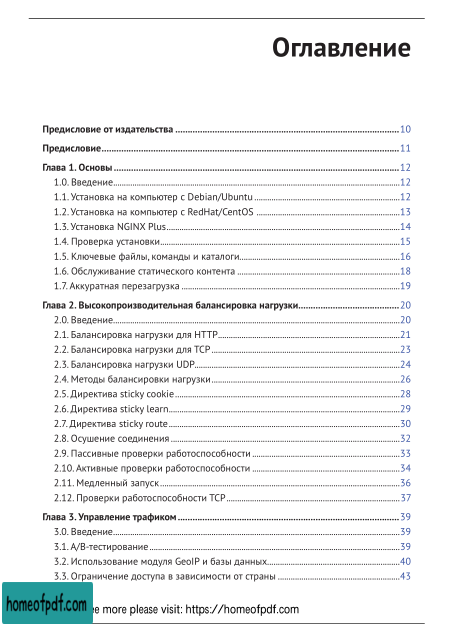 Оглавление
Предисловие от издательства ..... 10
Предисловие ..... 11
Глава 1. Основы ..... 12
1.0. Введение ..... 12
1.1. Установка на компьютер с Debian/Ubuntu ..... 12
1.2. Установка на компьютер с RedHat/CentOS ..... 13
1.3. Установка NGINX Plus ..... 14
1.4. Проверка установки ..... 15
1.5. Ключевые файлы, команды и каталоги ..... 16
1.6. Обслуживание статического контента ..... 18
1.7. Аккуратная перезагрузка ..... 19
Глава 2. Высокопроизводительная балансировка нагрузки ..... 20
2.0. Введение ..... 20
2.1. Балансировка нагрузки для HTTP ..... 21
2.2. Балансировка нагрузки для TCP ..... 23
2.3. Балансировка нагрузки UDP ..... 24
2.4. Методы балансировки нагрузки ..... 26
2.5. Директива sticky cookie ..... 28
2.6. Директива sticky learn ..... 29
2.7. Директива sticky route ..... 30
2.8. Осушение соединения ..... 32
2.9. Пассивные проверки работоспособности ..... 33
2.10. Активные проверки работоспособности ..... 34
2.11. Медленный запуск ..... 36
2.12. Проверки работоспособности TCP ..... 37
Глава 3. Управление трафиком ..... 39
3.0. Введение ..... 39
3.1. A/B-тестирование ..... 39
3.2. Использование модуля GeoIP и базы данных ..... 40
3.3. Ограничение доступа в зависимости от страны ..... 43
homeofpdf.com
ee more please visit: https://homeofpdf.com